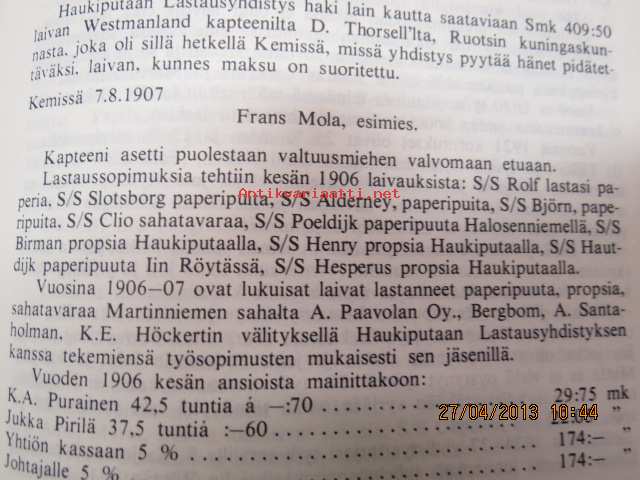 Haukiputaan Lastausyhdistys haki lain kautta saataviaan Smk 409:50
laivan Westmanland kapteenilta D. Thorsell'lta, Ruotsin kuningaskun-
nasta, joka oli sillä hetkellä Kemissä, missä yhdistys pyytää hänet pidätet-
täväksi, laivan, kunnes maksu on suoritettu.
Kemissä 7.8.1907
Frans Mola, esimies.
Kapteeni asetti puolestaan valtuusmiehen valvomaan etuaan.
Lastaussopimuksia tehtiin kesän 1906 laivauksista: S/S Rolf lastasi pa-
peria, S/S Slotsborg paperipuita, S/S Alderney, paperipuita, S/S Björn, pape-
ripuita, S/S Clio sahatavaraa, S/S Poeldijk paperipuuta Halosenniemellä, S/S
Birman propsia Haukiputaalla, S/S Henry propsia Haukiputaalla, S/S Haut-
dijk paperipuuta Iin Röytässä, S/S Hesperus propsia Haukiputaalla.
Vuosina 1906—07 ovat lukuisat laivat lastanneet paperipuuta, propsia,
sahatavaraa Martinniemen sahalta A. Paavolan Oy., Bergbom, A. Santa-
holman, K.E. Höckertin välityksellä Haukiputaan Lastausyhdistyksen
kanssa tekemiensä työsopimusten mukaisesti sen jäsenillä.
Vuoden 1906 kesän ansioista mainittakoon:
K.A. Purainen 42,5 tuntia á —:70 .......... 29:75 mk
Jukka Pirilä 37,5 tuntia á :—60 .......... ”
Yhtiön kassaan 5 % .......... 174:— ”
Johtajalle 5 % .......... 174:— ”
Antikvariaatti.net
27/04/2013 10:44